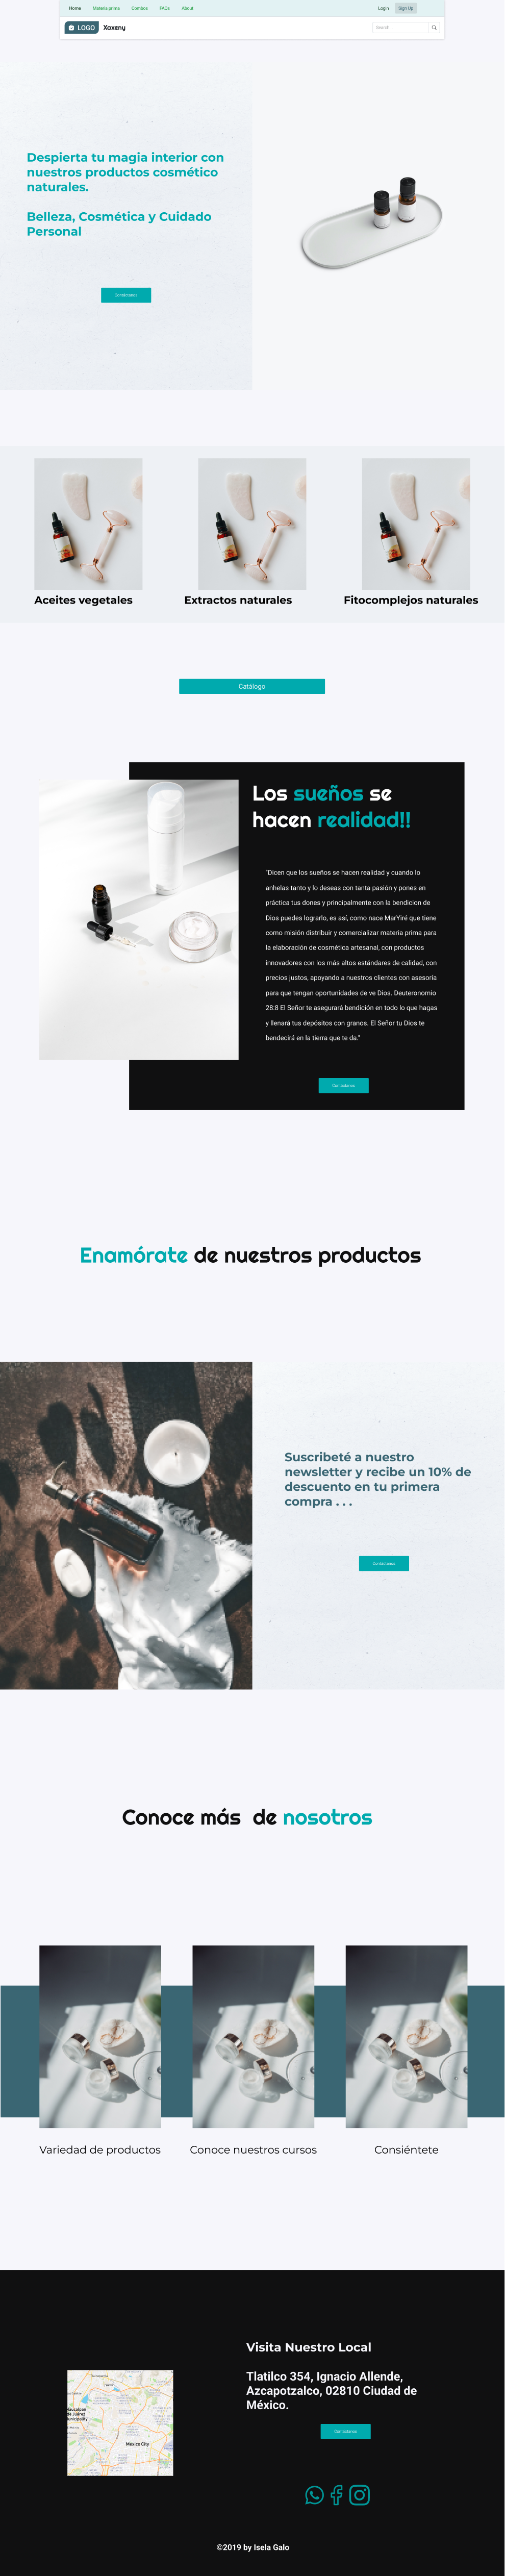 Home Materia prima Combos FAQs About Login Sign Up
LOGO Xoxeny Search...
Despierta tu magia interior con
nuestros productos cosmético
naturales.
Belleza, Cosmética y Cuidado
Personal
Contáctanos
Aceites vegetales Extractos naturales Fitocomplejos naturales
Catálogo
Los sueños se
hacen realidad!!
"Dicen que los sueños se hacen realidad y cuando lo
anhelas tanto y lo deseas con tanta pasión y pones en
práctica tus dones y principalmente con la bendicion de
Dios puedes lograrlo, es así, como nace MarYiré que tiene
como misión distribuir y comercializar materia prima para
la elaboración de cosmética artesanal, con productos
innovadores con los más altos estándares de calidad, con
precios justos, apoyando a nuestros clientes con asesoría
para que tengan oportunidades de ve Dios. Deuteronomio
28:8 El Señor te asegurará bendición en todo lo que hagas
y llenará tus depósitos con granos. El Señor tu Dios te
bendecirá en la tierra que te da."
Contáctanos
Enamórate de nuestros productos
Suscribeté a nuestro
newsletter y recibe un 10% de
descuento en tu primera
compra . . .
Contáctanos
Conoce más de nosotros
Variedad de productos Conoce nuestros cursos Consiéntete
Visita Nuestro Local
Tlatilco 354, Ignacio Allende,
Azcapotzalco, 02810 Ciudad de
México.
Contáctanos
Mexico City
©2019 by Isela Galo